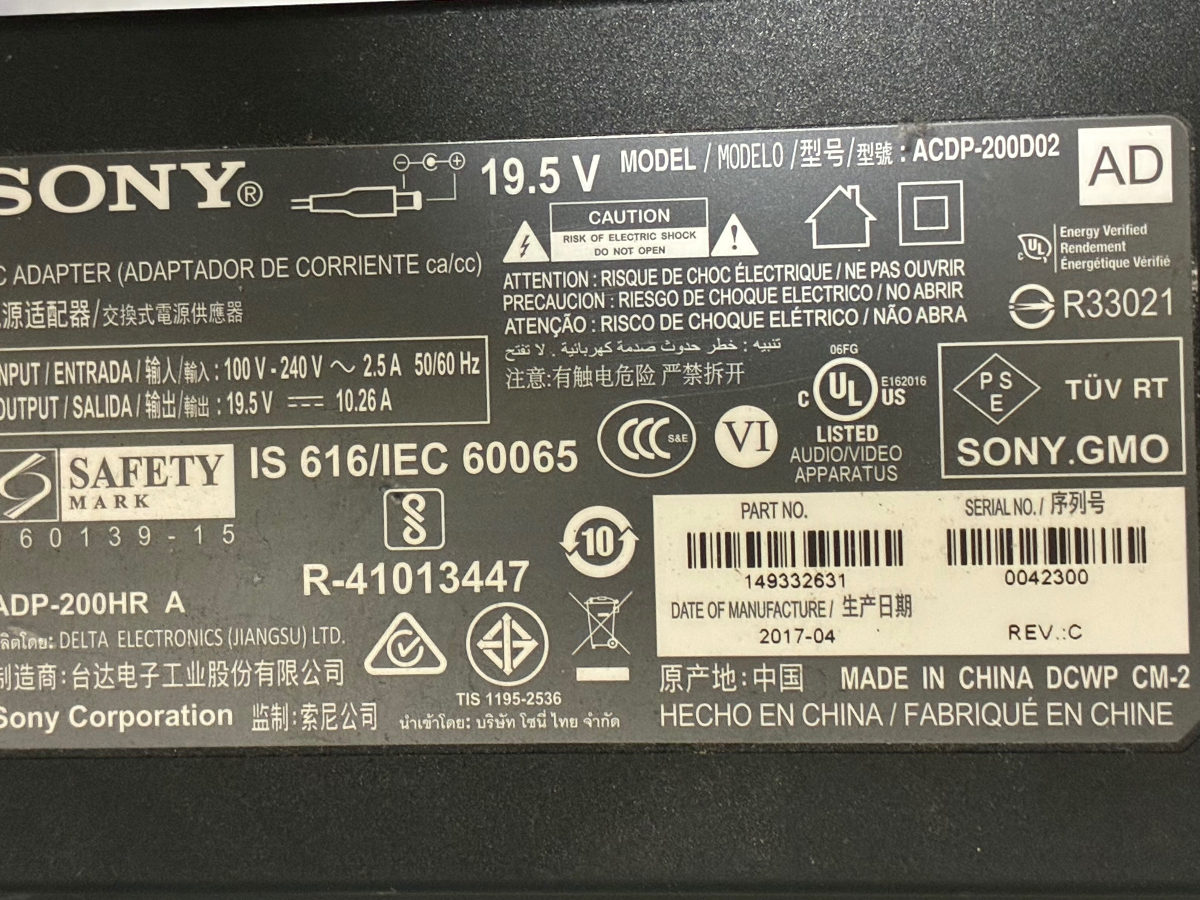 SONY®
19.5 V
MODEL / MODELO / 型号 / 型號 : ACDP-200D02
AD
CAUTION
RISK OF ELECTRIC SHOCK
DO NOT OPEN
Energy Verified
Rendement
Énergétique Vérifié
C UL
ADAPTER (ADAPTADOR DE CORRIENTE ca/cc)
ATTENTION : RISQUE DE CHOC ÉLECTRIQUE / NE PAS OUVRIR
PRECAUCION : RIESGO DE CHOQUE ELECTRICO / NO ABRIR
ATENÇÃO : RISCO DE CHOQUE ELÉTRICO / NÃO ABRA
تنبيه : خطر حدوث صدمة كهربائية . لا تفتح
注意:有触电危险 严禁拆开
R33021
源适配器/交換式電源供應器
INPUT / ENTRADA / 输入/輸入 : 100 V - 240 V ～ 2.5 A 50/60 Hz
OUTPUT / SALIDA / 输出/輸出 : 19.5 V ⎓ 10.26 A
06FG
C UL US
E162016
LISTED
AUDIO/VIDEO
APPARATUS
P S
E
TÜV RT
SONY.GMO
CCC S&E
VI
SAFETY
MARK
60139-15
IS 616/IEC 60065
R-41013447
10
PART NO.
149332631
SERIAL NO. / 序列号
0042300
DATE OF MANUFACTURE / 生产日期
2017-04
REV.:C
ADP-200HR A
ผลิตโดย: DELTA ELECTRONICS (JIANGSU) LTD.
制造商:台达电子工业股份有限公司
Sony Corporation 监制:索尼公司
TIS 1195-2536
นำเข้าโดย: บริษัท โซนี่ ไทย จำกัด
原产地:中国 MADE IN CHINA DCWP CM-2
HECHO EN CHINA / FABRIQUÉ EN CHINE